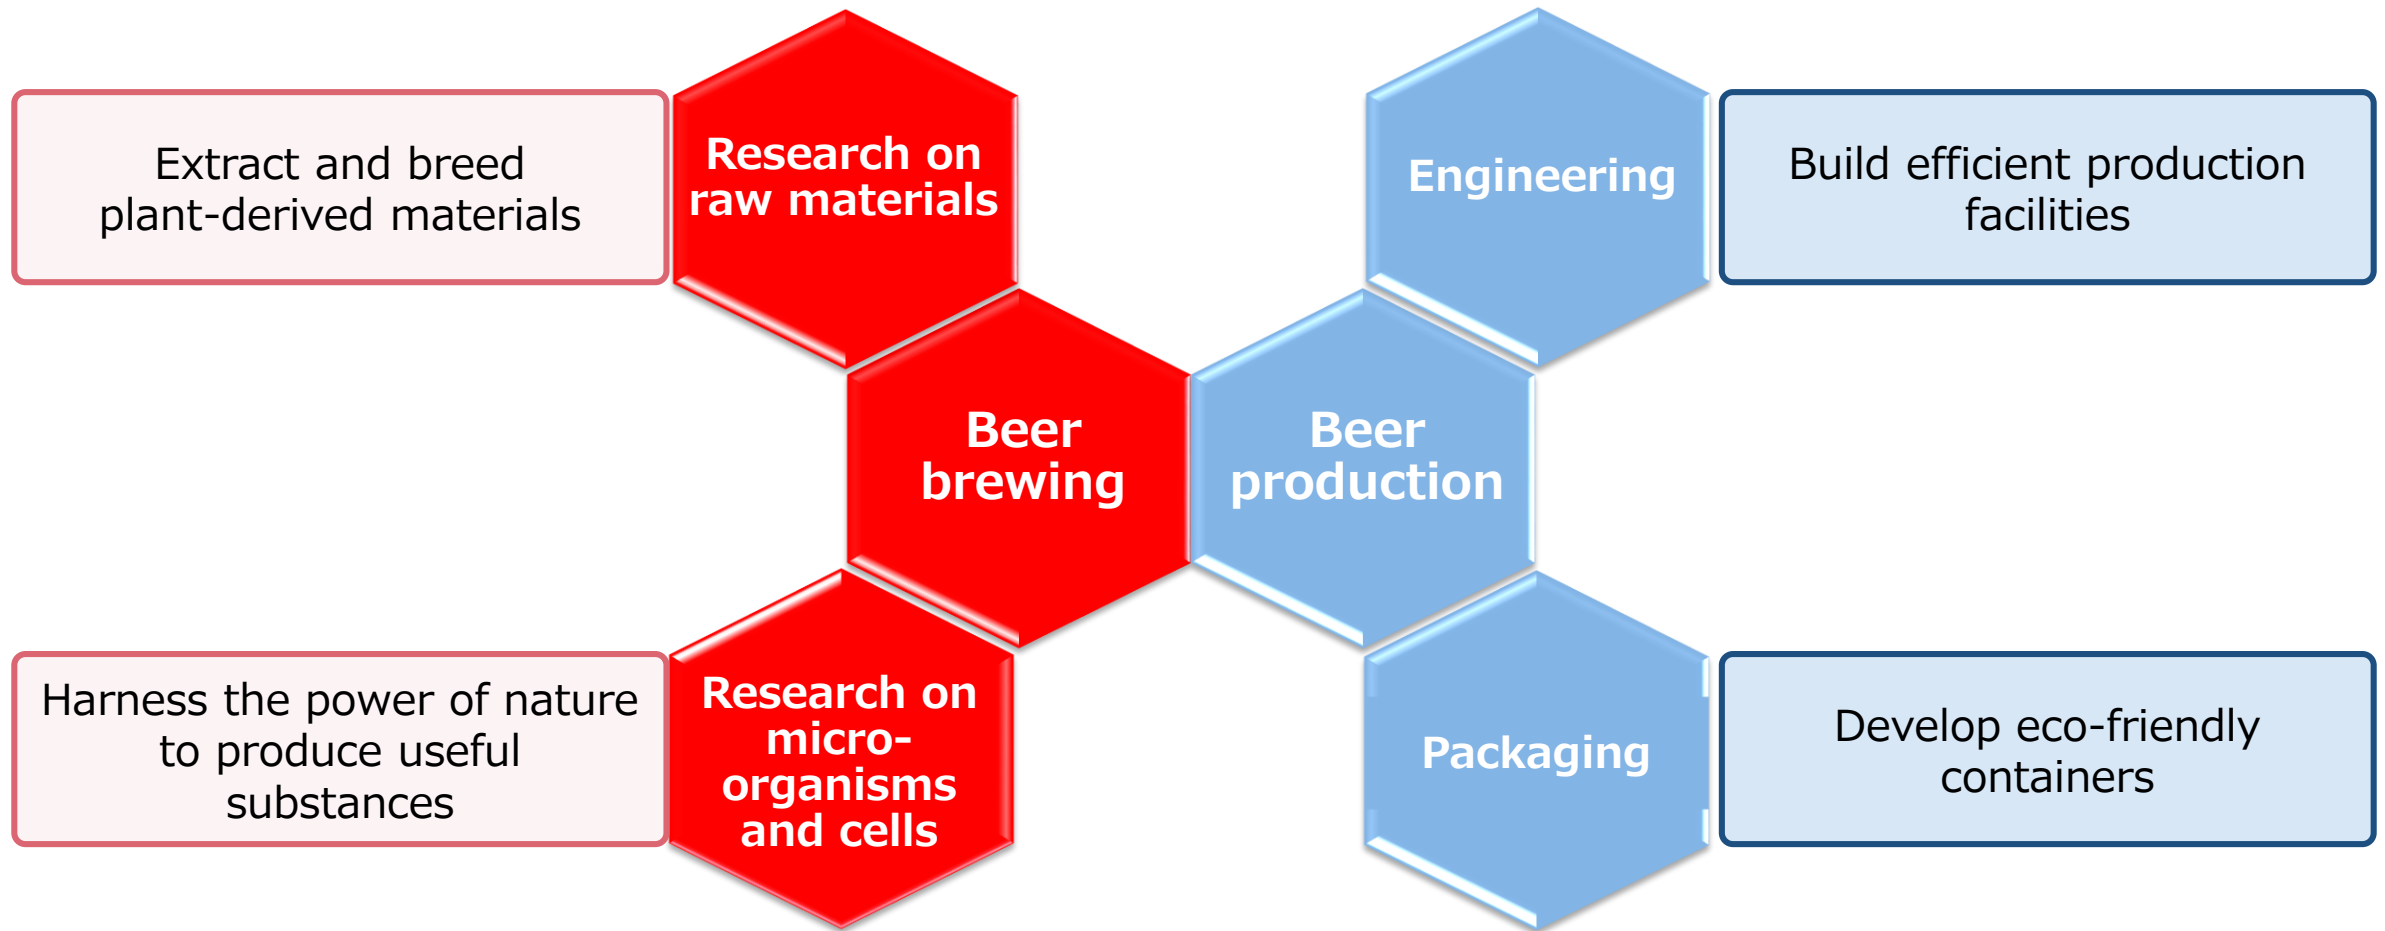 Extract and breed
plant-derived materials
Research on
raw materials
Engineering
Build efficient production
facilities
Beer
brewing
Beer
production
Harness the power of nature
to produce useful
substances
Research on
micro-
organisms
and cells
Packaging
Develop eco-friendly
containers